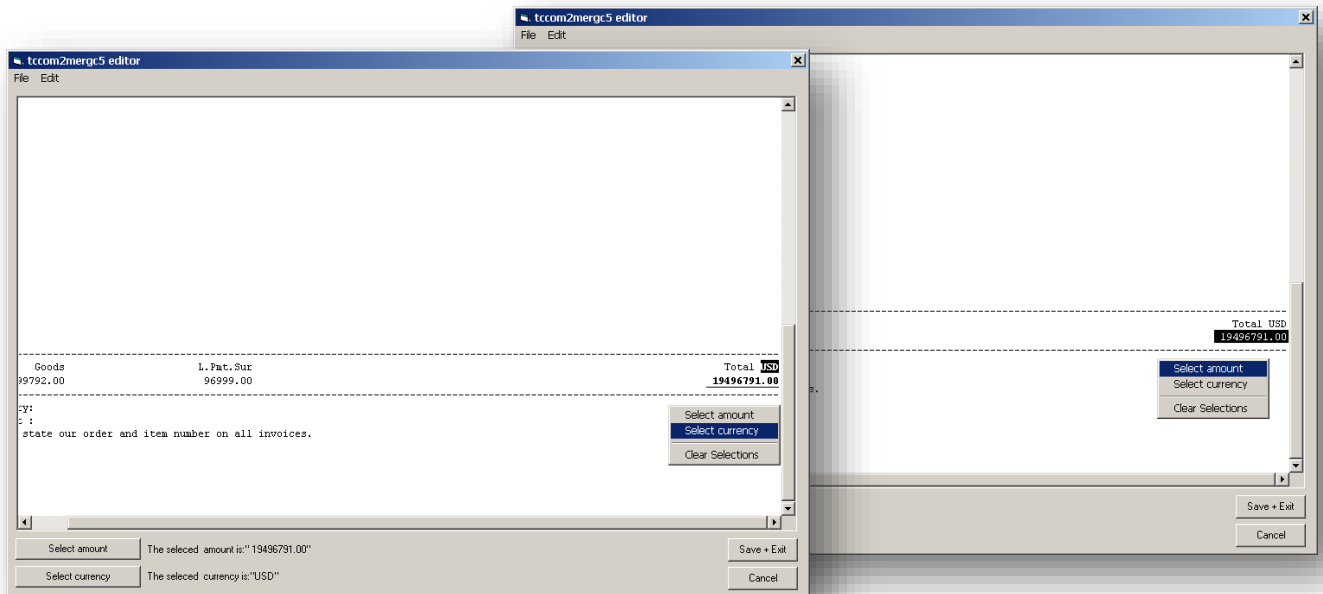 tccom2mergc5 editor
File Edit
Total USD
19496791.00
s.
Select amount
Select currency
Clear Selections
Save + Exit
Cancel
tccom2mergc5 editor
File Edit
Goods L.Pmt.Sur Total USD
99792.00 96999.00 19496791.00
cy:
:
state our order and item number on all invoices.
Select amount
Select currency
Clear Selections
Select amount The seleced amount is:" 19496791.00"
Save + Exit
Select currency The seleced currency is:"USD"
Cancel